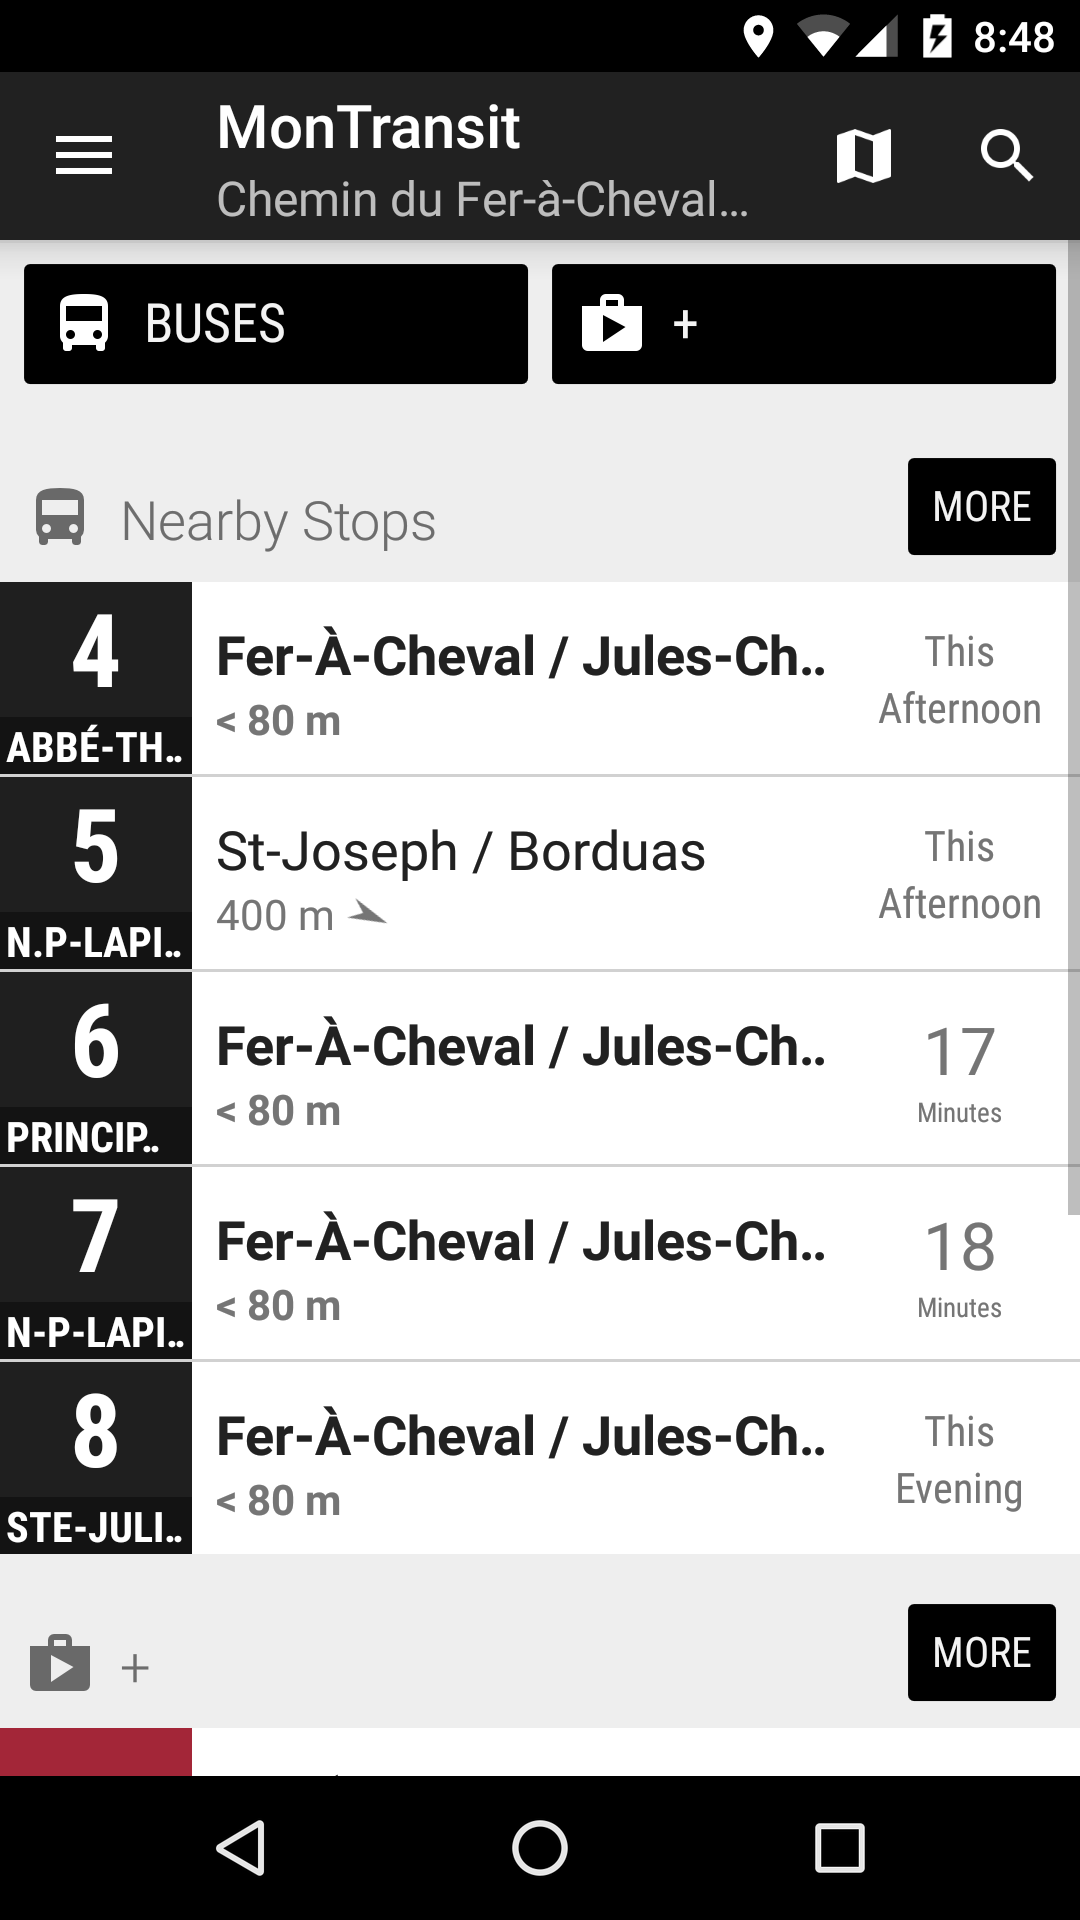 8:48
MonTransit
Chemin du Fer-à-Cheval...
BUSES
+
Nearby Stops
MORE
4
ABBÉ-TH..
Fer-À-Cheval / Jules-Ch..
< 80 m
This
Afternoon
5
N.P-LAPI..
St-Joseph / Borduas
400 m
This
Afternoon
6
PRINCIP..
Fer-À-Cheval / Jules-Ch..
< 80 m
17
Minutes
7
N-P-LAPI..
Fer-À-Cheval / Jules-Ch..
< 80 m
18
Minutes
8
STE-JULI..
Fer-À-Cheval / Jules-Ch..
< 80 m
This
Evening
+
MORE